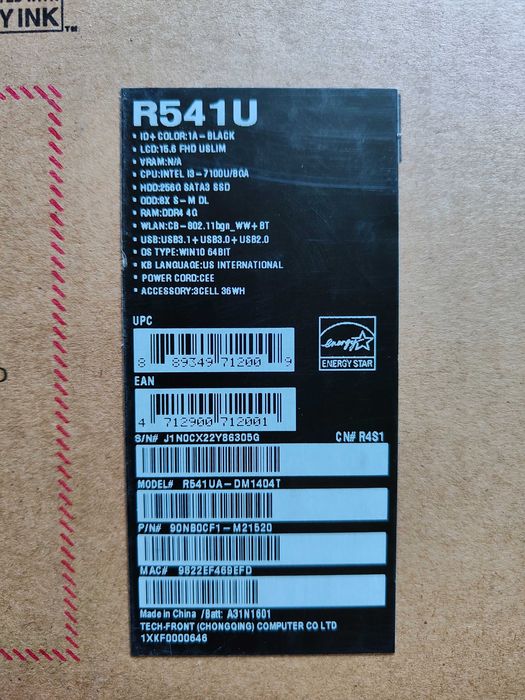 Y INK™
R541U
• ID+ COLOR:1A-BLACK
• LCD:15.6 FHD USLIM
• VRAM:N/A
• CPU:INTEL I3-7100U/BGA
• HDD:256G SATA3 SSD
• ODD:8X S-M DL
• RAM:DDR4 4G
• WLAN:CB-802.11bgn_WW+BT
• USB:USB3.1+USB3.0+USB2.0
• OS TYPE:WIN10 64BIT
• KB LANGUAGE:US INTERNATIONAL
• POWER CORD:CEE
• ACCESSORY:3CELL 36WH
UPC
8 89349 71200 9
energy
ENERGY STAR
EAN
4 712900 712001
S/N# J1N0CX22Y86305G CN# R4S1
MODEL# R541UA-DM1404T
P/N# 90NB0CF1-M21520
MAC# 9822EF469EFD
Made in China /Batt: A31N1601
TECH-FRONT (CHONGQING) COMPUTER CO LTD
1XKF0000646